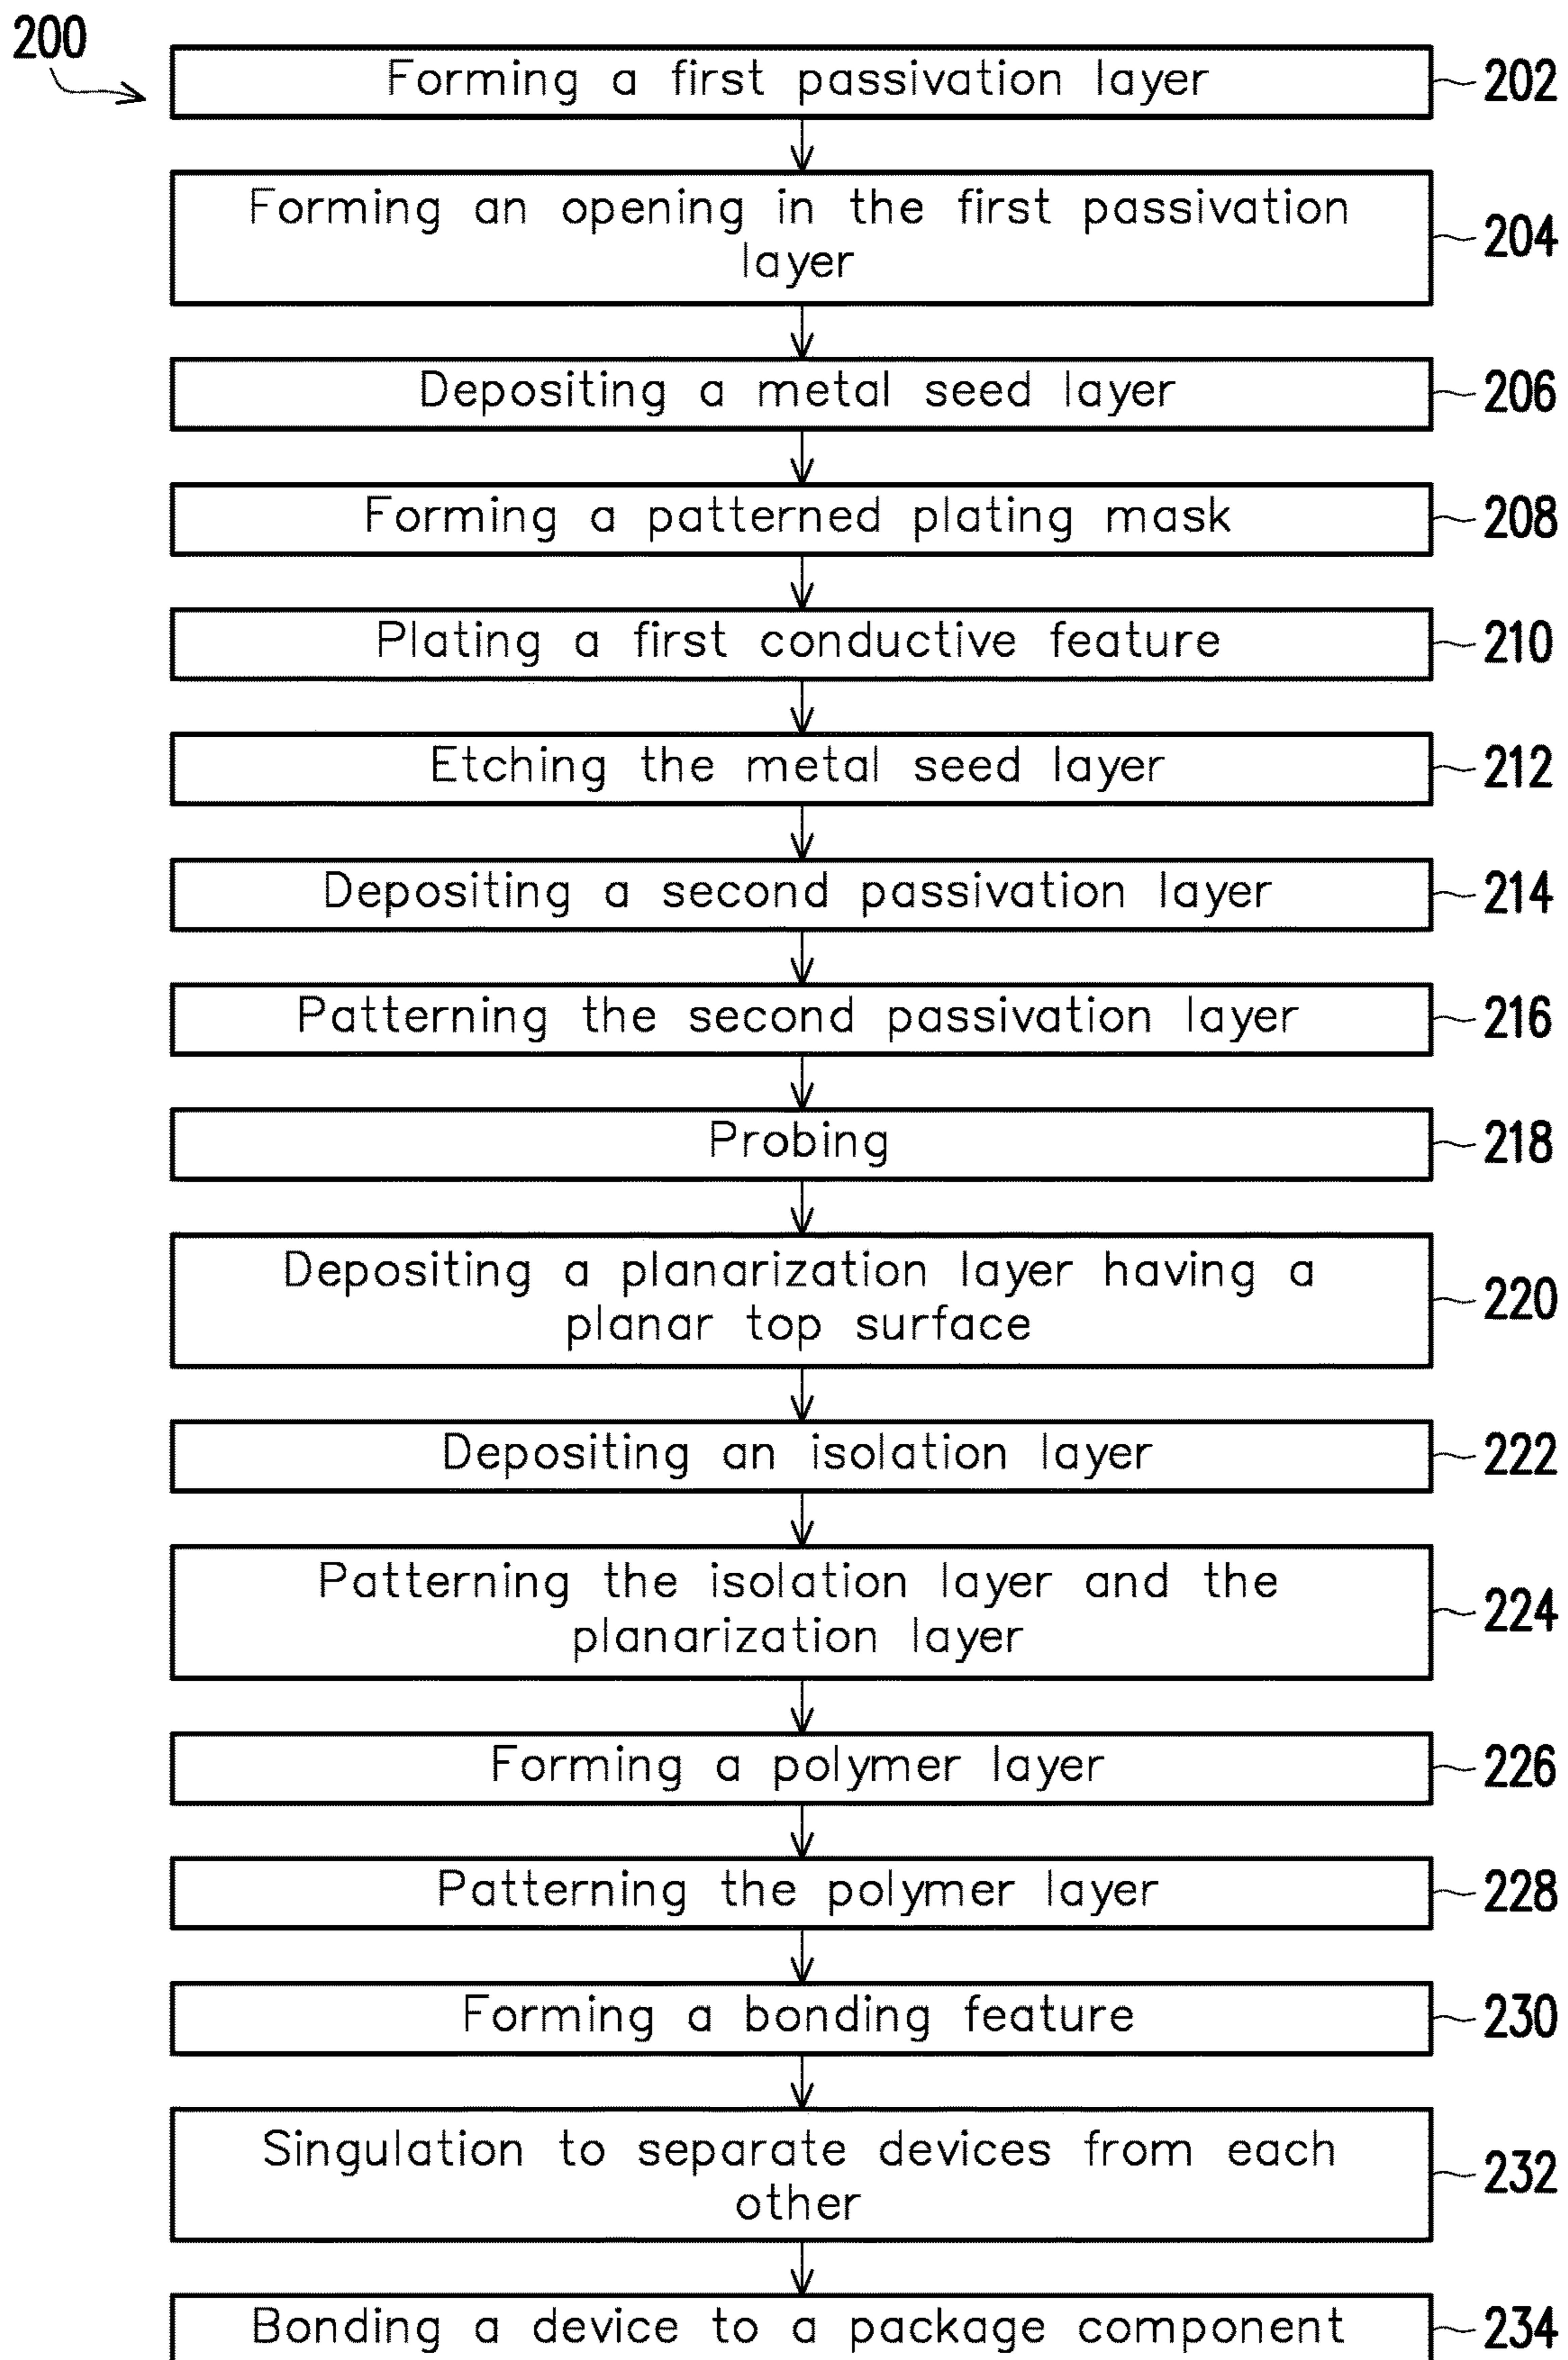 200
Forming a first passivation layer
202
Forming an opening in the first passivation
layer
204
Depositing a metal seed layer
206
Forming a patterned plating mask
208
Plating a first conductive feature
210
Etching the metal seed layer
212
Depositing a second passivation layer
214
Patterning the second passivation layer
216
Probing
218
Depositing a planarization layer having a
planar top surface
220
Depositing an isolation layer
222
Patterning the isolation layer and the
planarization layer
224
Forming a polymer layer
226
Patterning the polymer layer
228
Forming a bonding feature
230
Singulation to separate devices from each
other
232
Bonding a device to a package component
234